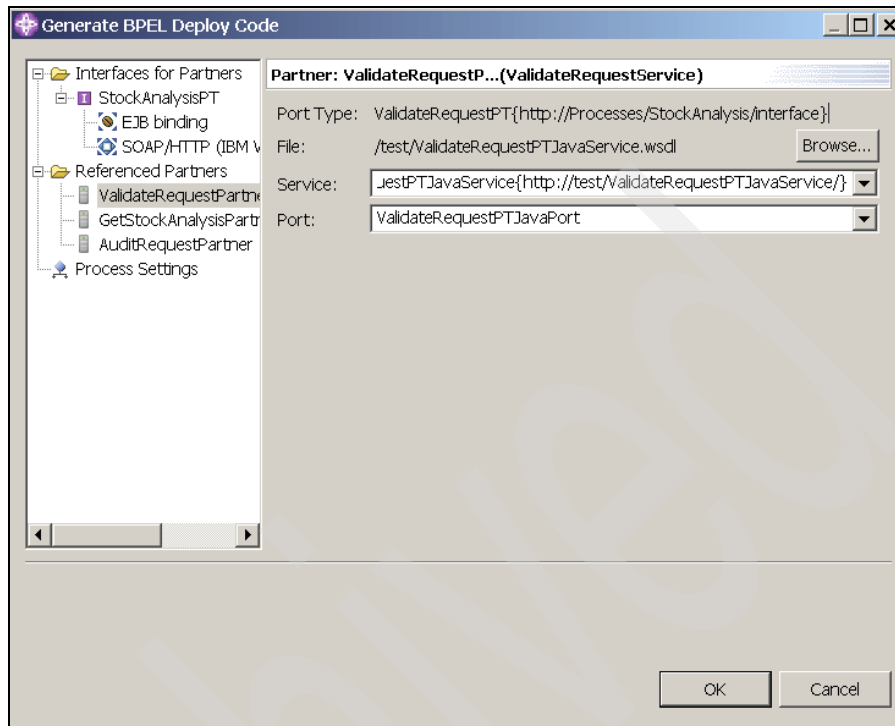 Generate BPEL Deploy Code
Interfaces for Partners
StockAnalysisPT
EJB binding
SOAP/HTTP (IBM
Referenced Partners
ValidateRequestPartne
GetStockAnalysisPartr
AuditRequestPartner
Process Settings
Partner: ValidateRequestP...(ValidateRequestService)
Port Type: ValidateRequestPT{http://Processes/StockAnalysis/interface}
File: /test/ValidateRequestPTJavaService.wsdl Browse...
Service: uestPTJavaService{http://test/ValidateRequestPTJavaService/}
Port: ValidateRequestPTJavaPort
OK Cancel